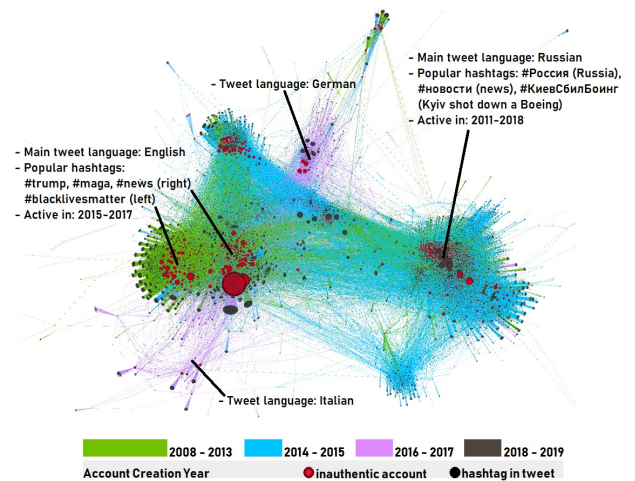 - Main tweet language: Russian
- Popular hashtags: #Россия (Russia),
#новости (news), #КиевСбилБоинг
(Kyiv shot down a Boeing)
- Active in: 2011-2018
- Tweet language: German
- Main tweet language: English
- Popular hashtags:
#trump, #maga, #news (right)
#blacklivesmatter (left)
- Active in: 2015-2017
- Tweet language: Italian
2008 - 2013
2014 - 2015
2016 - 2017
2018 - 2019
Account Creation Year
inauthentic account
hashtag in tweet